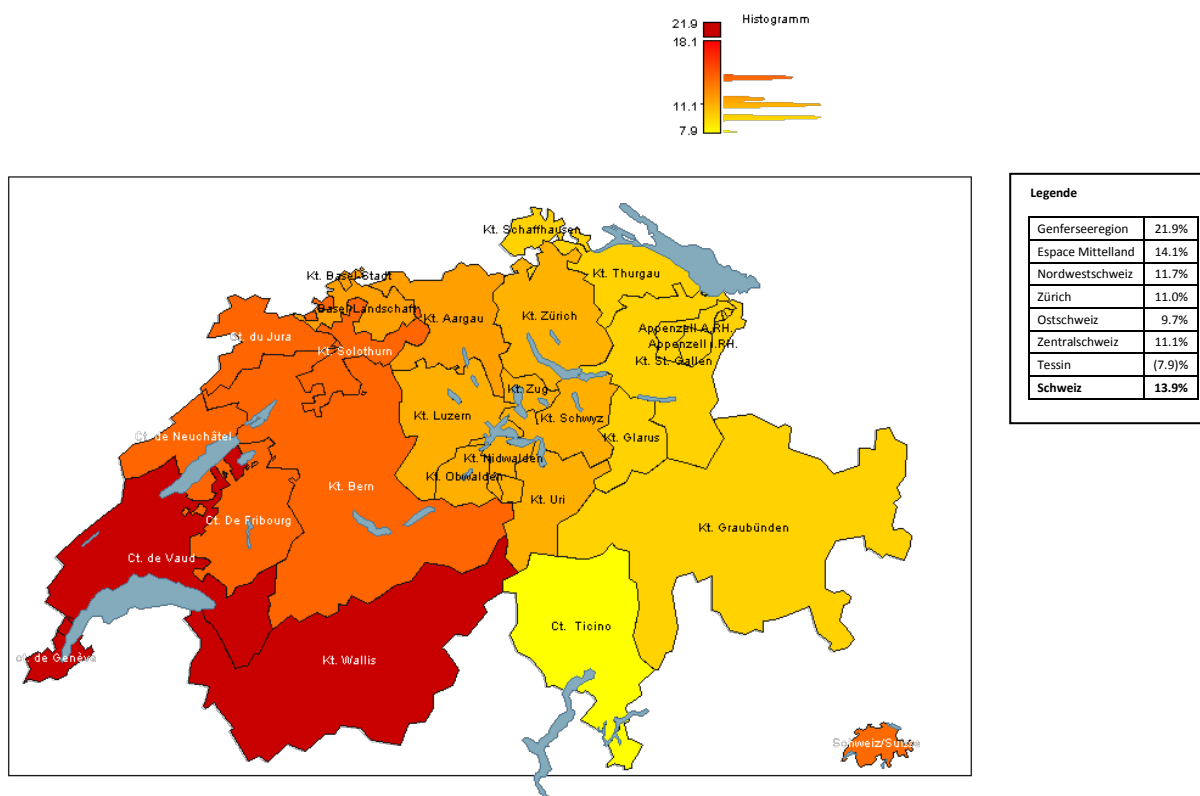 Histogramm
21.9
18.1
11.1
7.9
Legende
Genferseeregion 21.9%
Espace Mittelland 14.1%
Nordwestschweiz 11.7%
Zürich 11.0%
Ostschweiz 9.7%
Zentralschweiz 11.1%
Tessin (7.9)%
Schweiz 13.9%
Kt. Schaffhausen
Kt. Basel-Stadt
Kt. Thurgau
Basel/Landschaft
Kt. Aargau
Kt. Zürich
Ct. du Jura
Kt. Solothurn
Appenzell A.RH.
Appenzell I.RH.
Kt. St. Gallen
Kt. Zug
Kt. Luzern
Kt. Schwyz
Ct. de Neuchâtel
Kt. Glarus
Kt. Nidwalden
Kt. Obwalden
Kt. Bern
Kt. Uri
Ct. De Fribourg
Kt. Graubünden
Ct. de Vaud
Ct. Ticino
Ct. de Genève
Kt. Wallis
Schweiz/Suisse